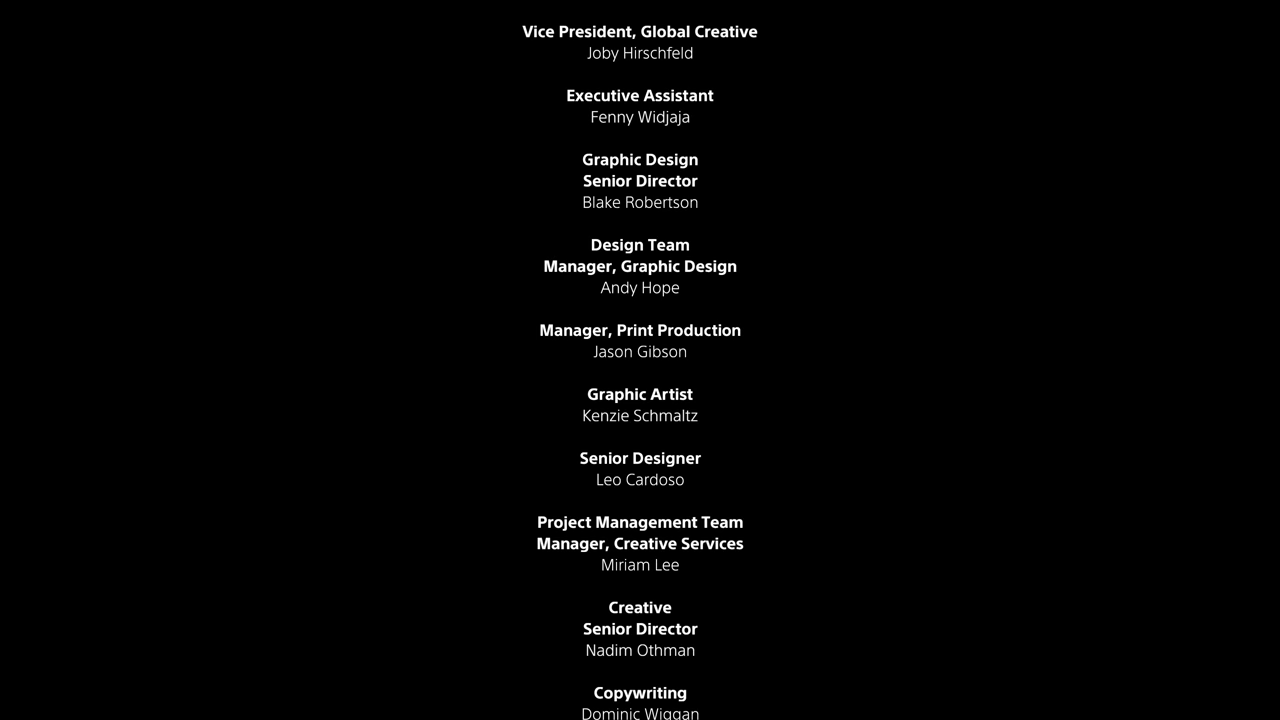 Vice President, Global Creative
Joby Hirschfeld
Executive Assistant
Fenny Widjaja
Graphic Design
Senior Director
Blake Robertson
Design Team
Manager, Graphic Design
Andy Hope
Manager, Print Production
Jason Gibson
Graphic Artist
Kenzie Schmaltz
Senior Designer
Leo Cardoso
Project Management Team
Manager, Creative Services
Miriam Lee
Creative
Senior Director
Nadim Othman
Copywriting
Dominic Wiggan